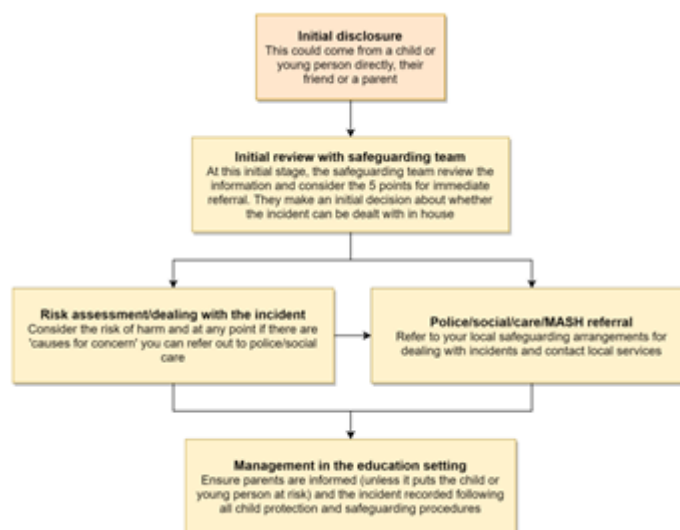 Initial disclosure
This could come from a child or
young person directly, their
friend or a parent
Initial review with safeguarding team
At this initial stage, the safeguarding team review the
information and consider the 5 points for immediate
referral. They make an initial decision about whether
the incident can be dealt with in house
Risk assessment/dealing with the incident
Consider the risk of harm and at any point if there are
'causes for concern' you can refer out to police/social
care
Police/social/care/MASH referral
Refer to your local safeguarding arrangements for
dealing with incidents and contact local services
Management in the education setting
Ensure parents are informed (unless it puts the child or
young person at risk) and the incident recorded following
all child protection and safeguarding procedures